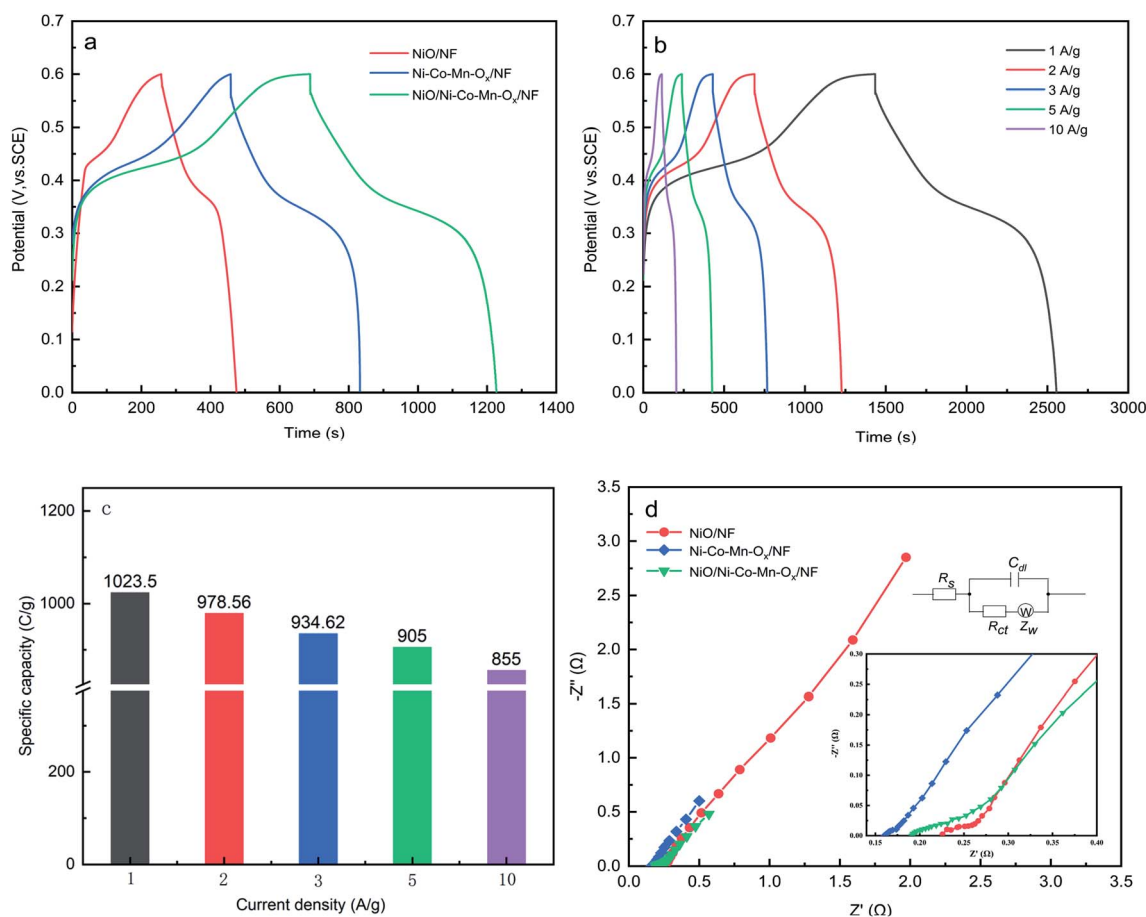 a
NiO/NF
Ni-Co-Mn-Oₓ/NF
NiO/Ni-Co-Mn-Oₓ/NF
Potential (V,vs.SCE)
0.7
0.6
0.5
0.4
0.3
0.2
0.1
0.0
0 200 400 600 800 1000 1200 1400
Time (s)
b
1 A/g
2 A/g
3 A/g
5 A/g
10 A/g
Potential (V vs.SCE)
0.7
0.6
0.5
0.4
0.3
0.2
0.1
0.0
0 500 1000 1500 2000 2500 3000
Time (s)
c
Specific capacity (C/g)
1200
1000
200
0
1023.5
978.56
934.62
905
855
1 2 3 5 10
Current density (A/g)
d
NiO/NF
Ni-Co-Mn-Oₓ/NF
NiO/Ni-Co-Mn-Oₓ/NF
-Z'' (Ω)
3.5
3.0
2.5
2.0
1.5
1.0
0.5
0.0
0.0 0.5 1.0 1.5 2.0 2.5 3.0 3.5
Z' (Ω)
Rs
Cdl
Rct
W
Zw
-Z'' (Ω)
0.30
0.25
0.20
0.15
0.10
0.05
0.00
0.15 0.20 0.25 0.30 0.35 0.40
Z' (Ω)